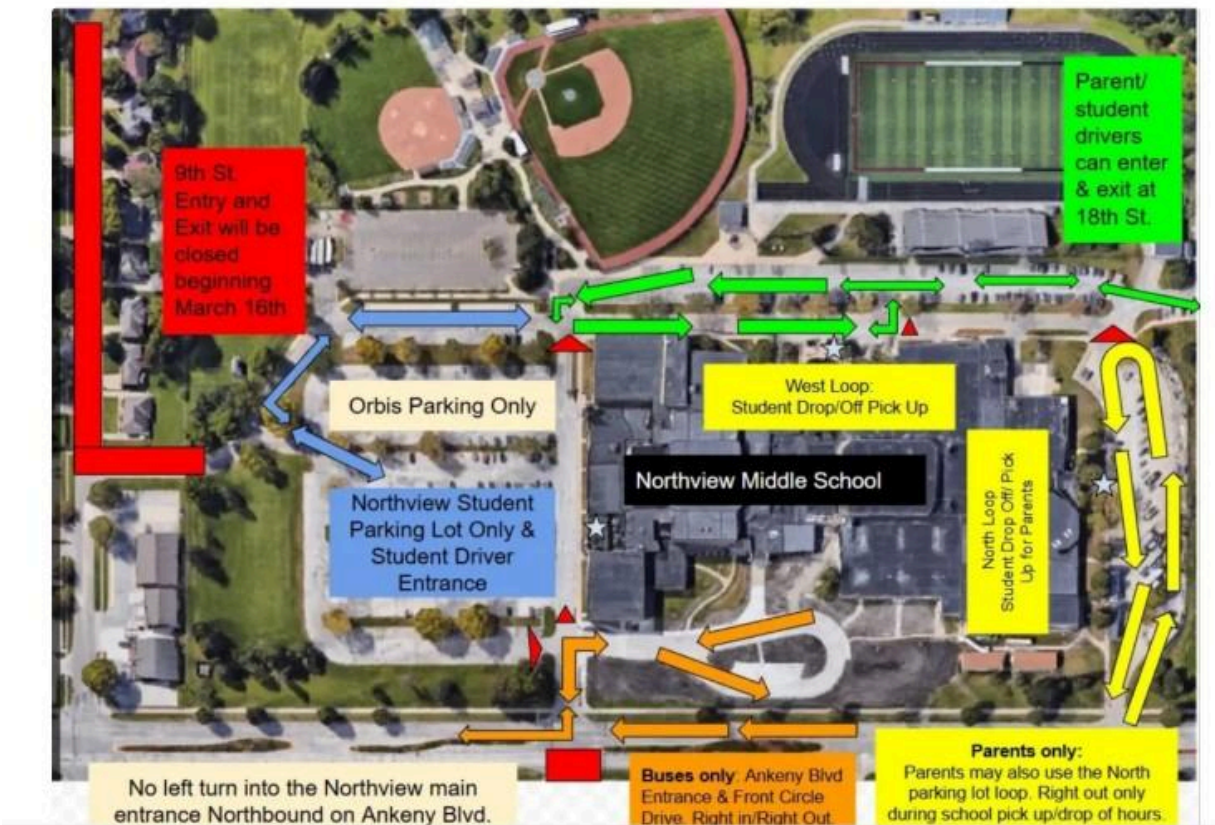 Parent/
student
drivers
can enter
& exit at
18th St.
9th St.
Entry and
Exit will be
closed
beginning
March 16th
Orbis Parking Only
West Loop:
Student Drop/Off Pick Up
Northview Middle School
North Loop
Student Drop Off/ Pick
Up for Parents
Northview Student
Parking Lot Only &
Student Driver
Entrance
No left turn into the Northview main
entrance Northbound on Ankeny Blvd.
Buses only: Ankeny Blvd
Entrance & Front Circle
Drive. Right in/Right Out.
Parents only:
Parents may also use the North
parking lot loop. Right out only
during school pick up/drop of hours.